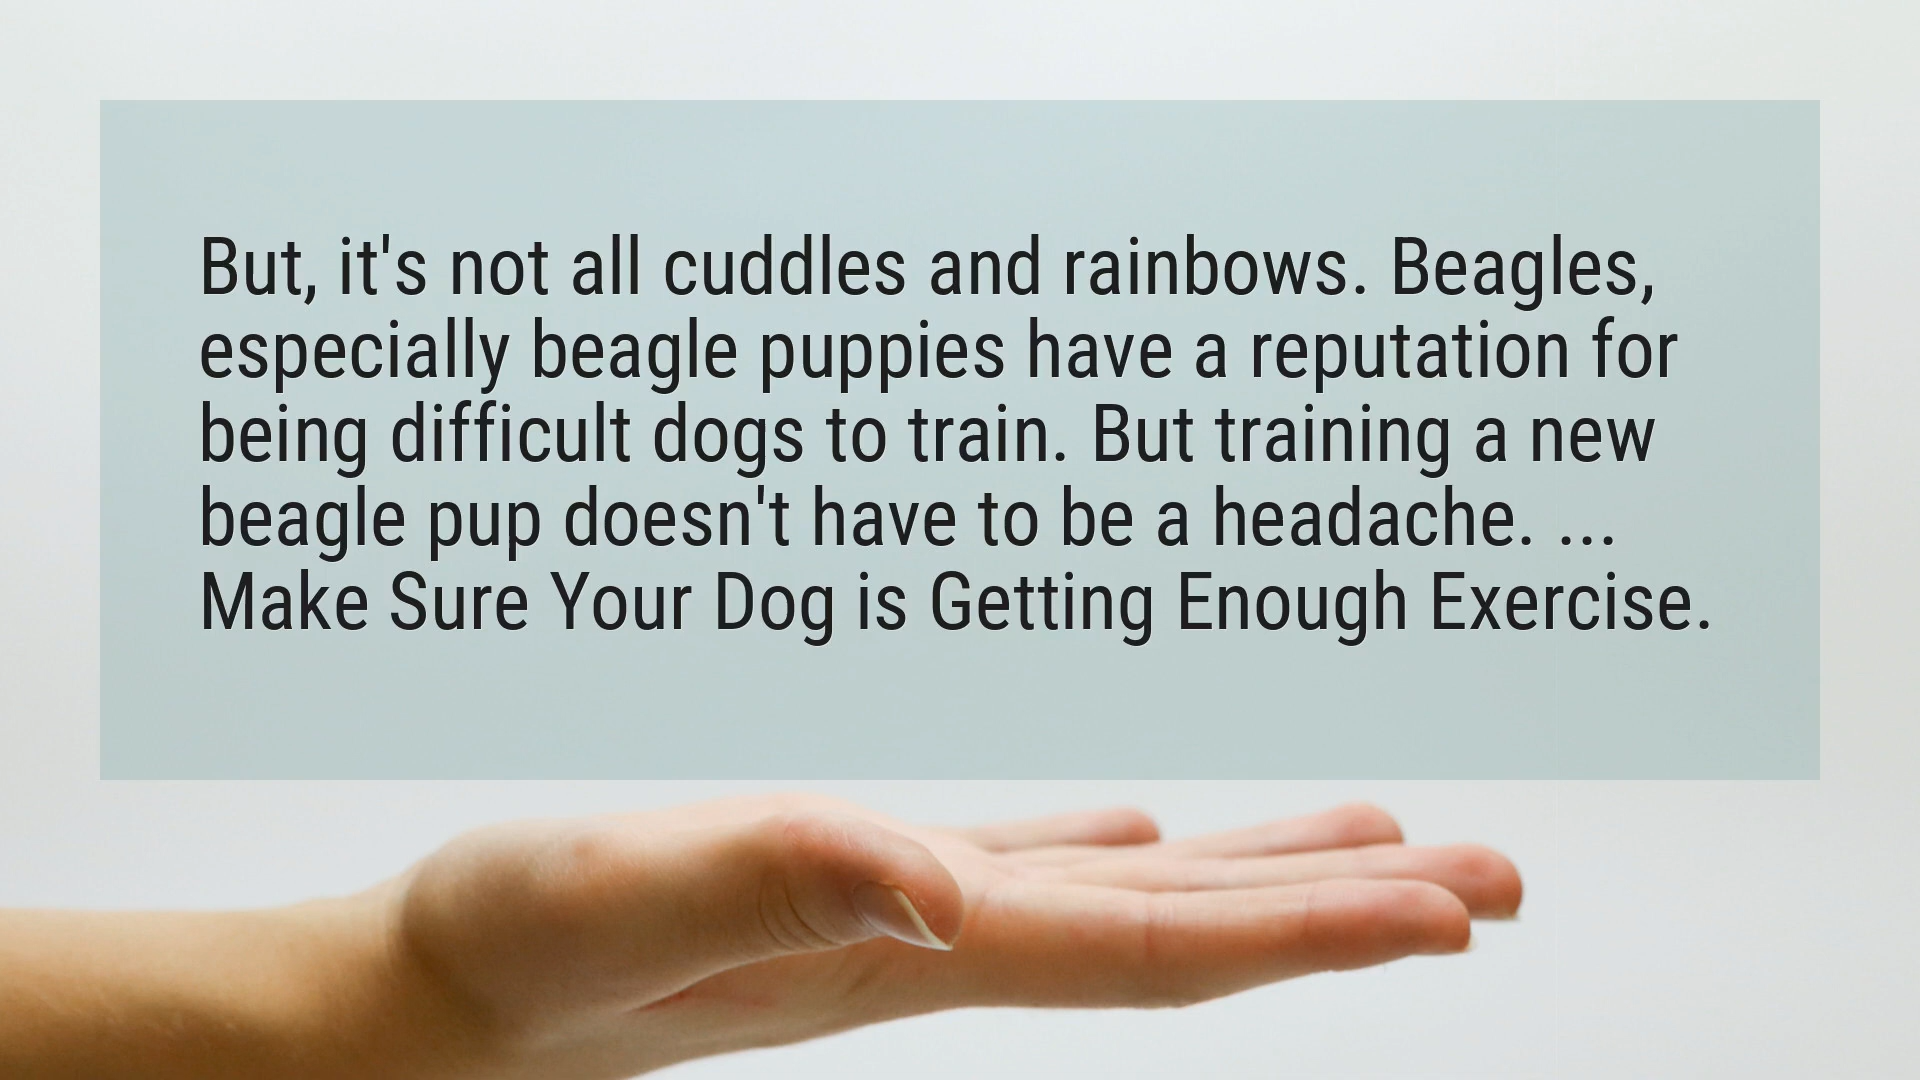 But, it's not all cuddles and rainbows. Beagles,
especially beagle puppies have a reputation for
being difficult dogs to train. But training a new
beagle pup doesn't have to be a headache. ...
Make Sure Your Dog is Getting Enough Exercise.